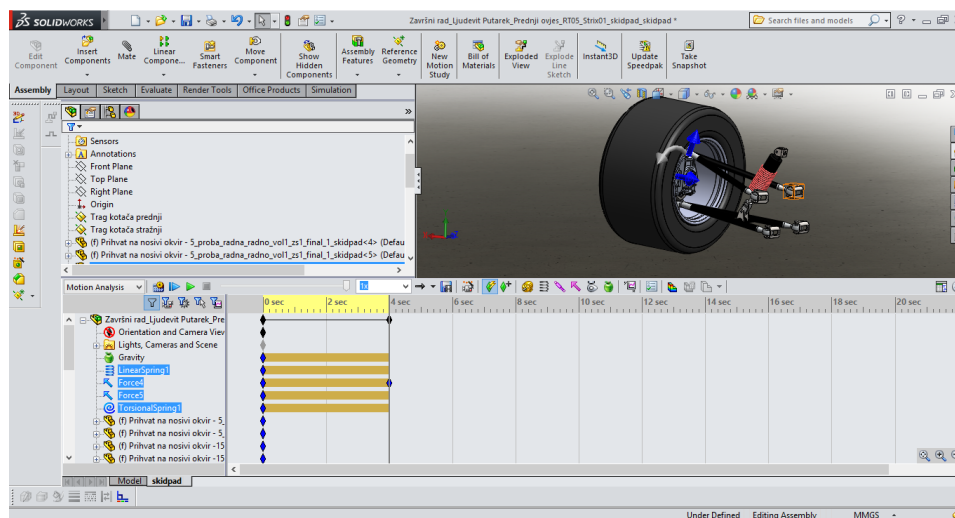 SOLIDWORKS
Završni rad_Ljudevit Putarek_Prednji ovjes_RT05_Strix01_skidpad_skidpad *
Search files and models
Edit Component
Insert Components
Mate
Linear Compone...
Smart Fasteners
Move Component
Show Hidden Components
Assembly Features
Reference Geometry
New Motion Study
Bill of Materials
Exploded View
Explode Line Sketch
Instant3D
Update Speedpak
Take Snapshot
Assembly Layout Sketch Evaluate Render Tools Office Products Simulation
Sensors
Annotations
Front Plane
Top Plane
Right Plane
Origin
Trag kotača prednji
Trag kotača stražnji
(f) Prihvat na nosivi okvir - 5_proba_radna_radno_vol1_zs1_final_1_skidpad<4> (Defau
(f) Prihvat na nosivi okvir - 5_proba_radna_radno_vol1_zs1_final_1_skidpad<5> (Defau
Motion Analysis
1x
0 sec 2 sec 4 sec 6 sec 8 sec 10 sec 12 sec 14 sec 16 sec 18 sec 20 sec
Završni rad_Ljudevit Putarek_Pre
Orientation and Camera View
Lights, Cameras and Scene
Gravity
LinearSpring1
Force4
Force5
TorsionalSpring1
(f) Prihvat na nosivi okvir - 5_
(f) Prihvat na nosivi okvir - 5_
(f) Prihvat na nosivi okvir -15
(f) Prihvat na nosivi okvir -15
Model skidpad
Under Defined Editing Assembly MMGS